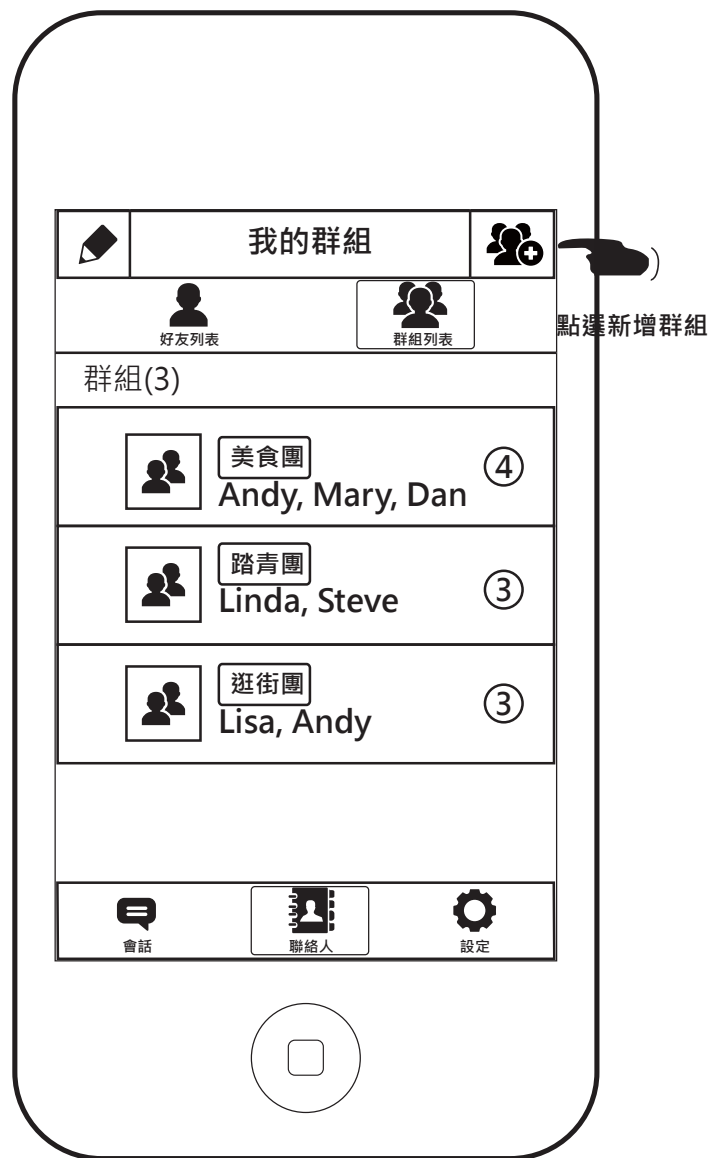 我的群組
好友列表
群組列表
點選新增群組
群組(3)
美食團
Andy, Mary, Dan
④
踏青團
Linda, Steve
③
逛街團
Lisa, Andy
③
會話
聯絡人
設定